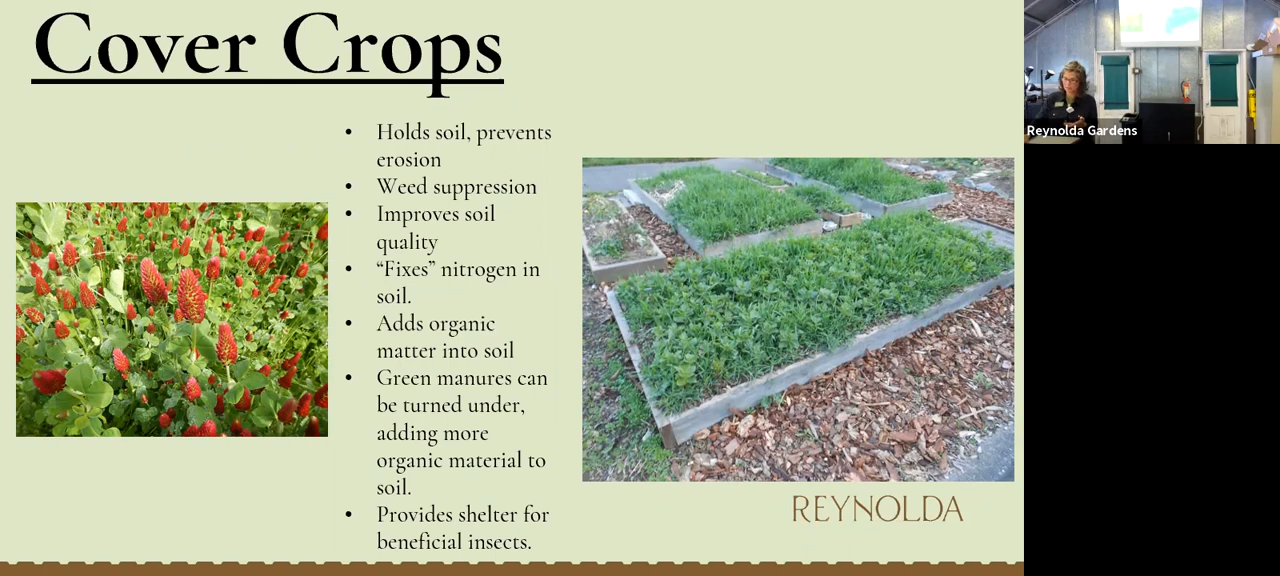 Cover Crops
• Holds soil, prevents
erosion
• Weed suppression
• Improves soil
quality
• “Fixes” nitrogen in
soil.
• Adds organic
matter into soil
• Green manures can
be turned under,
adding more
organic material to
soil.
• Provides shelter for
beneficial insects.
REYNOLDA
Reynolda Gardens